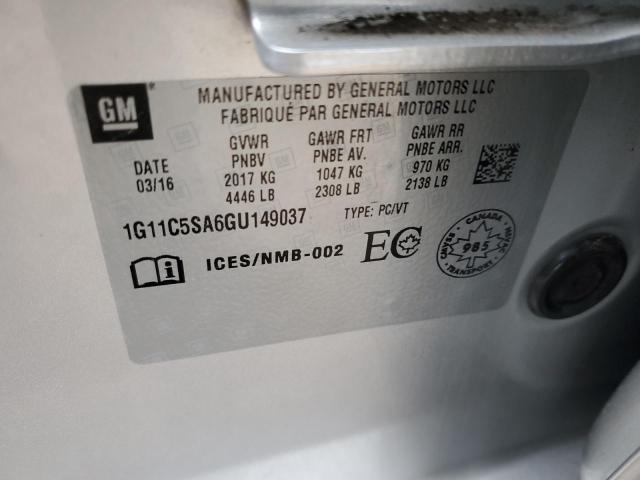 GM
MANUFACTURED BY GENERAL MOTORS LLC
FABRIQUÉ PAR GENERAL MOTORS LLC
DATE
03/16
GVWR
PNBV
2017 KG
4446 LB
GAWR FRT
PNBE AV.
1047 KG
2308 LB
GAWR RR
PNBE ARR.
970 KG
2138 LB
1G11C5SA6GU149037
TYPE: PC/VT
ICES/NMB-002
EC
CANADA
985
TRANSPORT